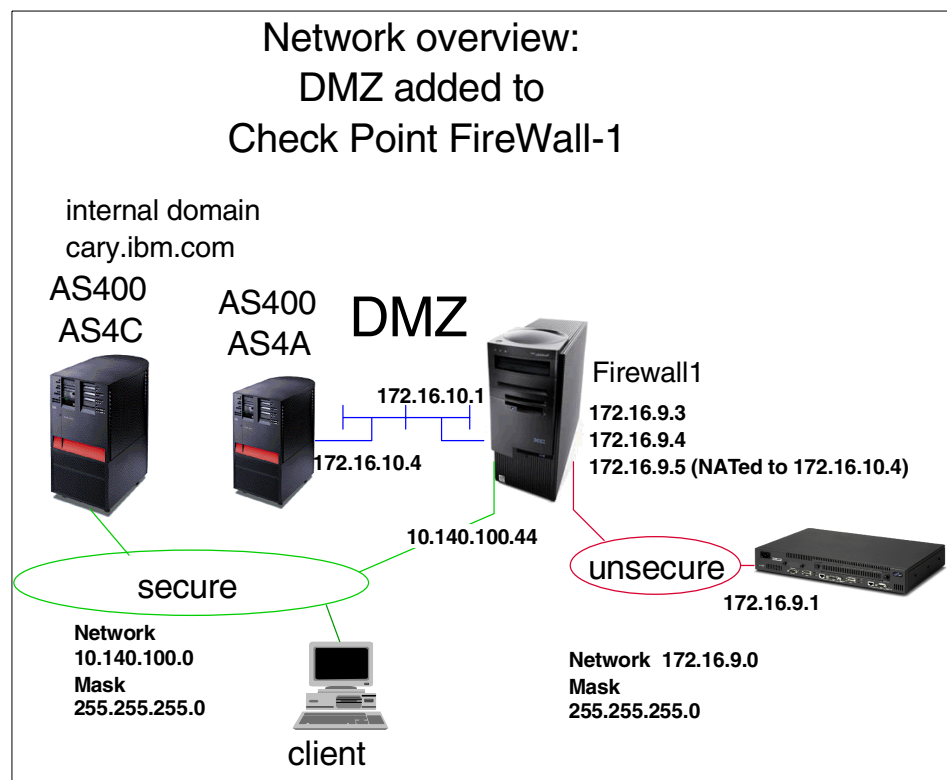 Network overview:
DMZ added to
Check Point FireWall-1
internal domain
cary.ibm.com
AS400
AS4C
AS400
AS4A
DMZ
172.16.10.1
172.16.10.4
Firewall1
172.16.9.3
172.16.9.4
172.16.9.5 (NATed to 172.16.10.4)
10.140.100.44
secure
unsecure
172.16.9.1
Network
10.140.100.0
Mask
255.255.255.0
client
Network 172.16.9.0
Mask
255.255.255.0